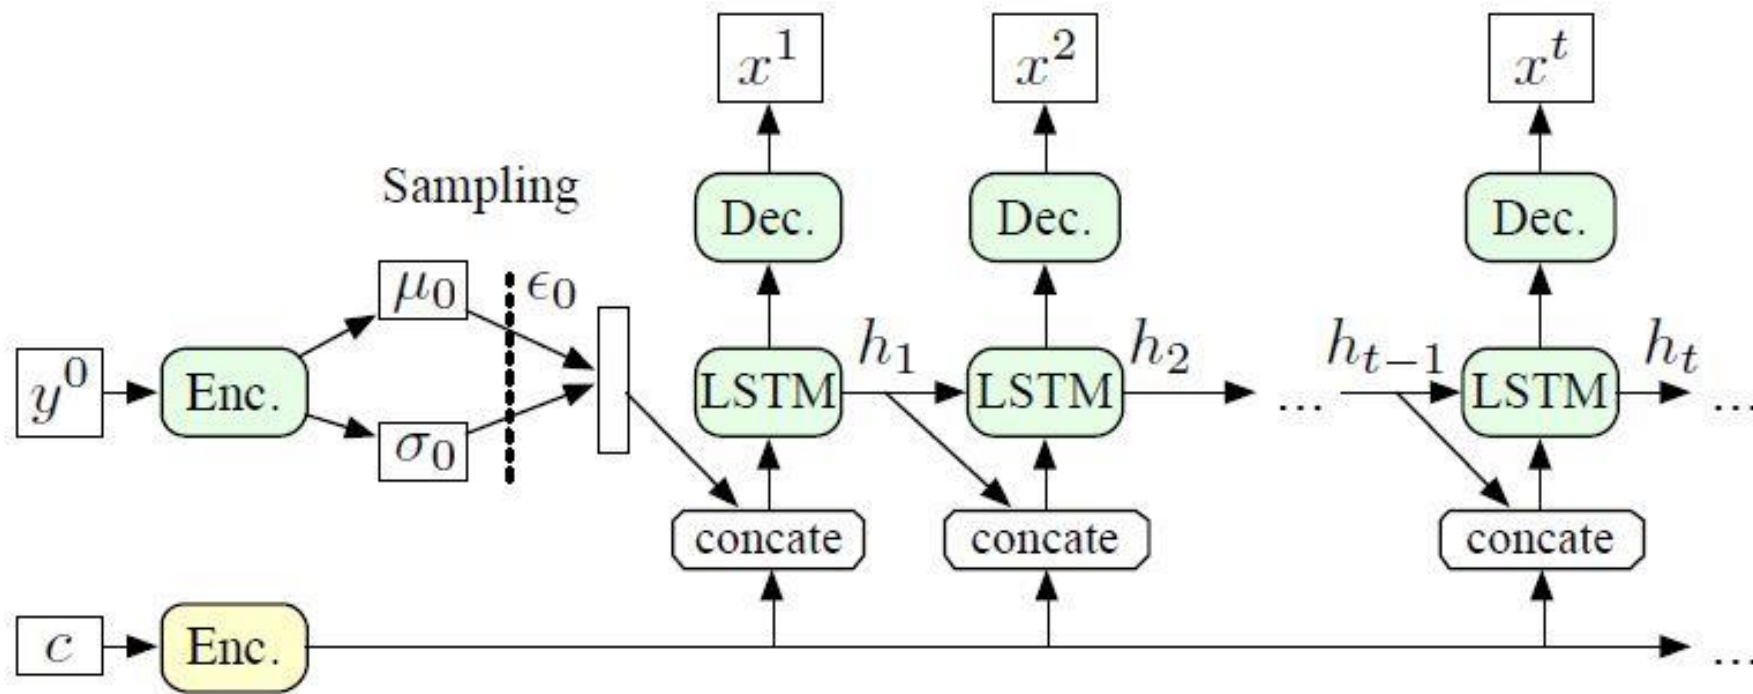 x^1 x^2 x^t
Sampling
Dec. Dec. Dec.
μ_0 ϵ_0
y^0 Enc. LSTM h_1 LSTM h_2 ... h_{t-1} LSTM h_t ...
σ_0
concate concate concate
c Enc. ...